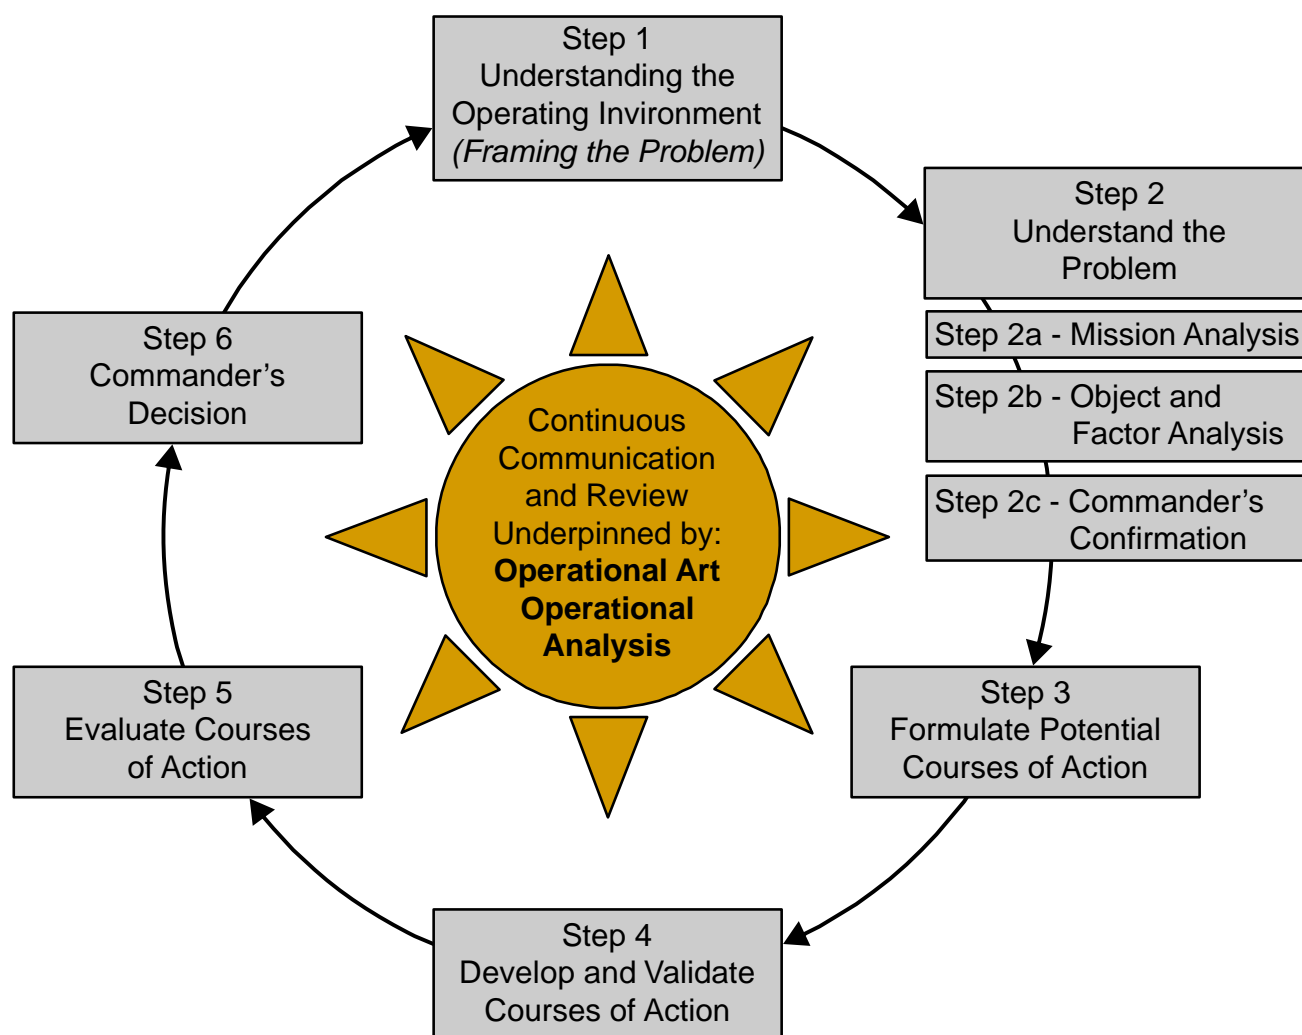 Step 1
Understanding the
Operating Invironment
(Framing the Problem)
Step 2
Understand the
Problem
Step 2a - Mission Analysis
Step 2b - Object and
Factor Analysis
Step 2c - Commander's
Confirmation
Step 3
Formulate Potential
Courses of Action
Step 4
Develop and Validate
Courses of Action
Step 5
Evaluate Courses
of Action
Step 6
Commander's
Decision
Continuous
Communication
and Review
Underpinned by:
Operational Art
Operational
Analysis